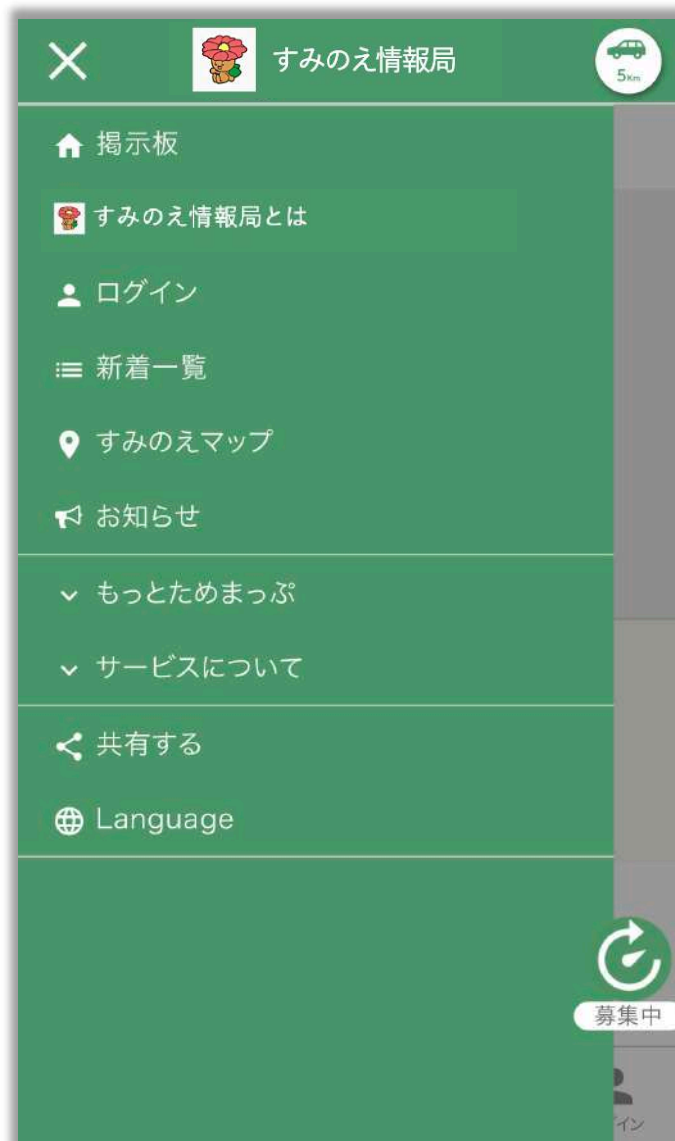 すみのえ情報局
5Km
掲示板
すみのえ情報局とは
ログイン
新着一覧
すみのえマップ
お知らせ
もっとためまっぷ
サービスについて
共有する
Language
募集中
イン